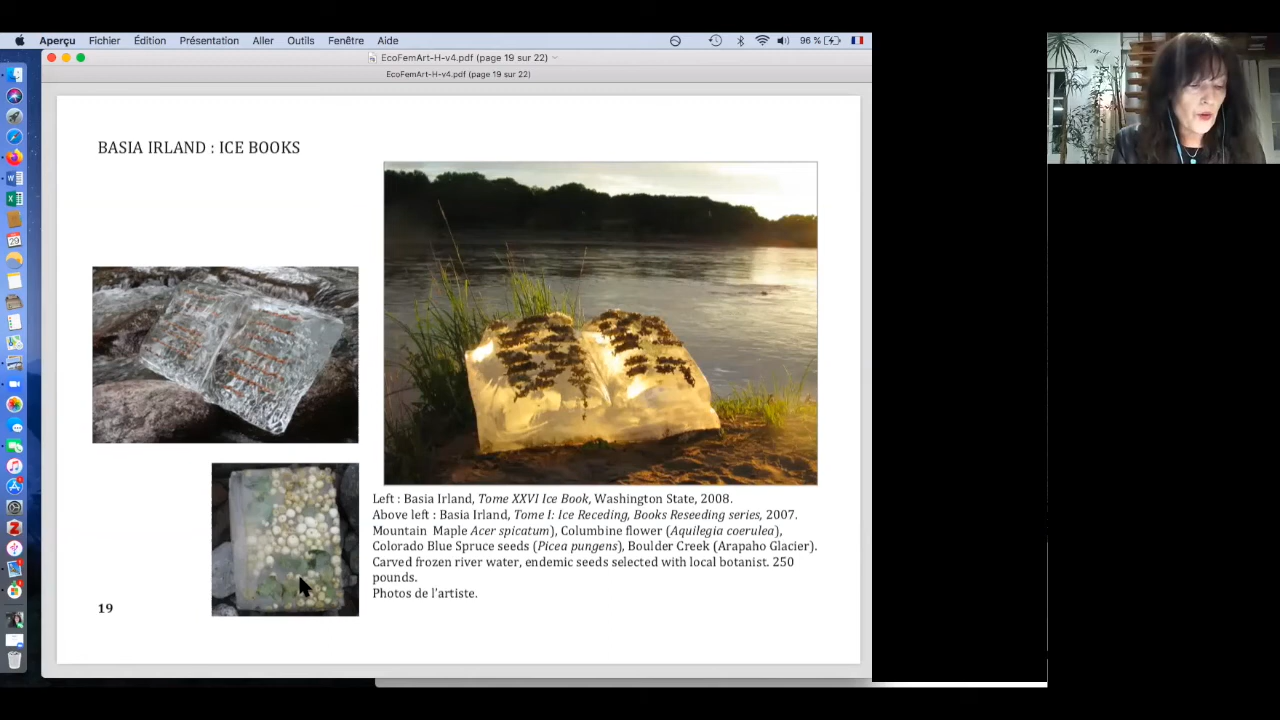 Aperçu Fichier Édition Présentation Aller Outils Fenêtre Aide 96 %
EcoFemArt-H-v4.pdf (page 19 sur 22)
EcoFemArt-H-v4.pdf (page 19 sur 22)
BASIA IRLAND : ICE BOOKS
Left : Basia Irland, Tome XXVI Ice Book, Washington State, 2008.
Above left : Basia Irland, Tome I: Ice Receding, Books Reseeding series, 2007.
Mountain Maple Acer spicatum), Columbine flower (Aquilegia coerulea),
Colorado Blue Spruce seeds (Picea pungens), Boulder Creek (Arapaho Glacier).
Carved frozen river water, endemic seeds selected with local botanist. 250
pounds.
Photos de l'artiste.
19